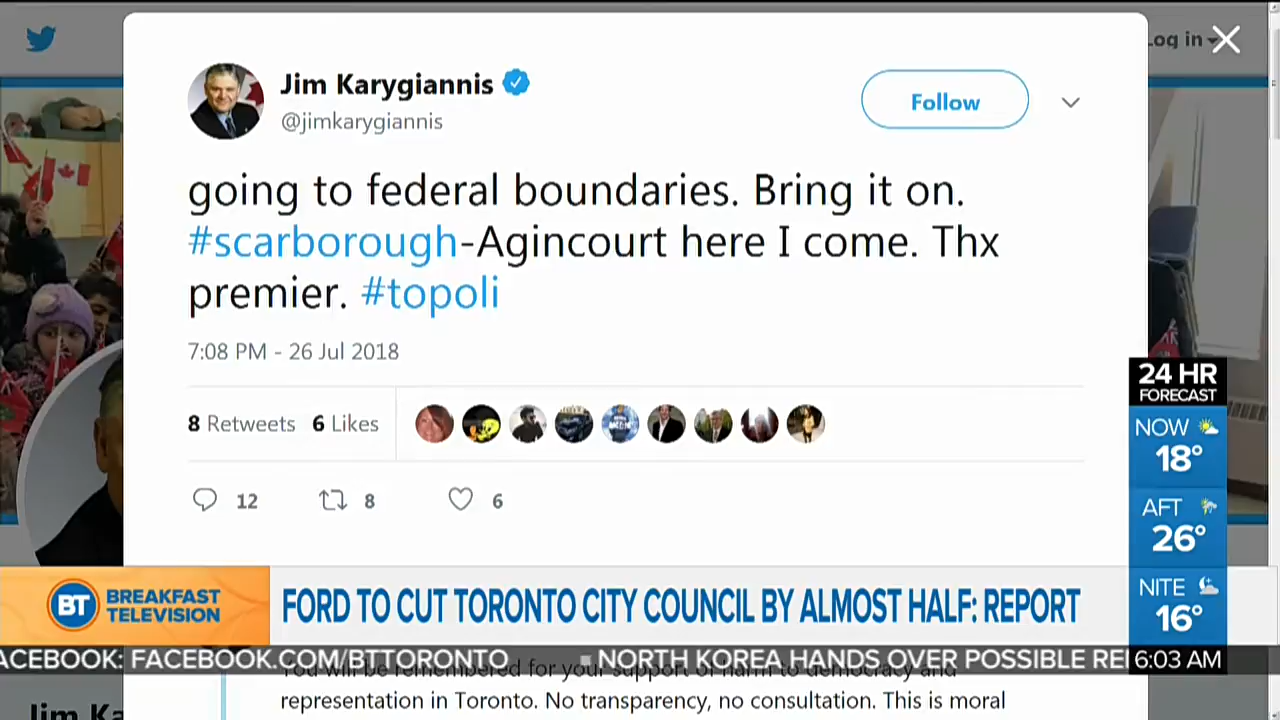 Log in
Jim Karygiannis
@jimkarygiannis
Follow
going to federal boundaries. Bring it on.
#scarborough-Agincourt here I come. Thx
premier. #topoli
7:08 PM - 26 Jul 2018
8 Retweets 6 Likes
12 8 6
24 HR
FORECAST
NOW
18°
AFT
26°
NITE
16°
BT BREAKFAST
TELEVISION
FORD TO CUT TORONTO CITY COUNCIL BY ALMOST HALF: REPORT
ACEBOOK: FACEBOOK.COM/BTTORONTO NORTH KOREA HANDS OVER POSSIBLE RE
6:03 AM
You will be remembered for your support of harm to democracy and
representation in Toronto. No transparency, no consultation. This is moral
Jim Ka